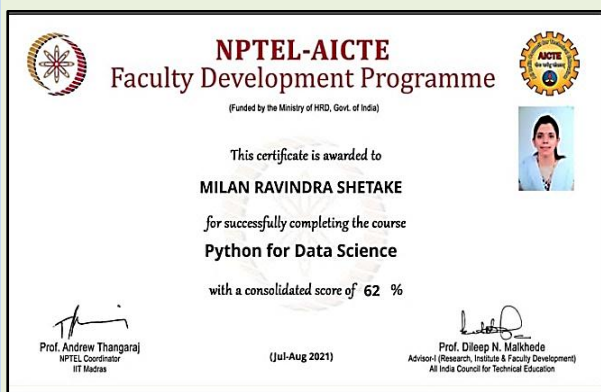 NPTEL-AICTE
Faculty Development Programme
(Funded by the Ministry of HRD, Govt. of India)
AICTE
This certificate is awarded to
MILAN RAVINDRA SHETAKE
for successfully completing the course
Python for Data Science
with a consolidated score of 62 %
Prof. Andrew Thangaraj
NPTEL Coordinator
IIT Madras
(Jul-Aug 2021)
Prof. Dileep N. Malkhede
Advisor-I (Research, Institute & Faculty Development)
All India Council for Technical Education